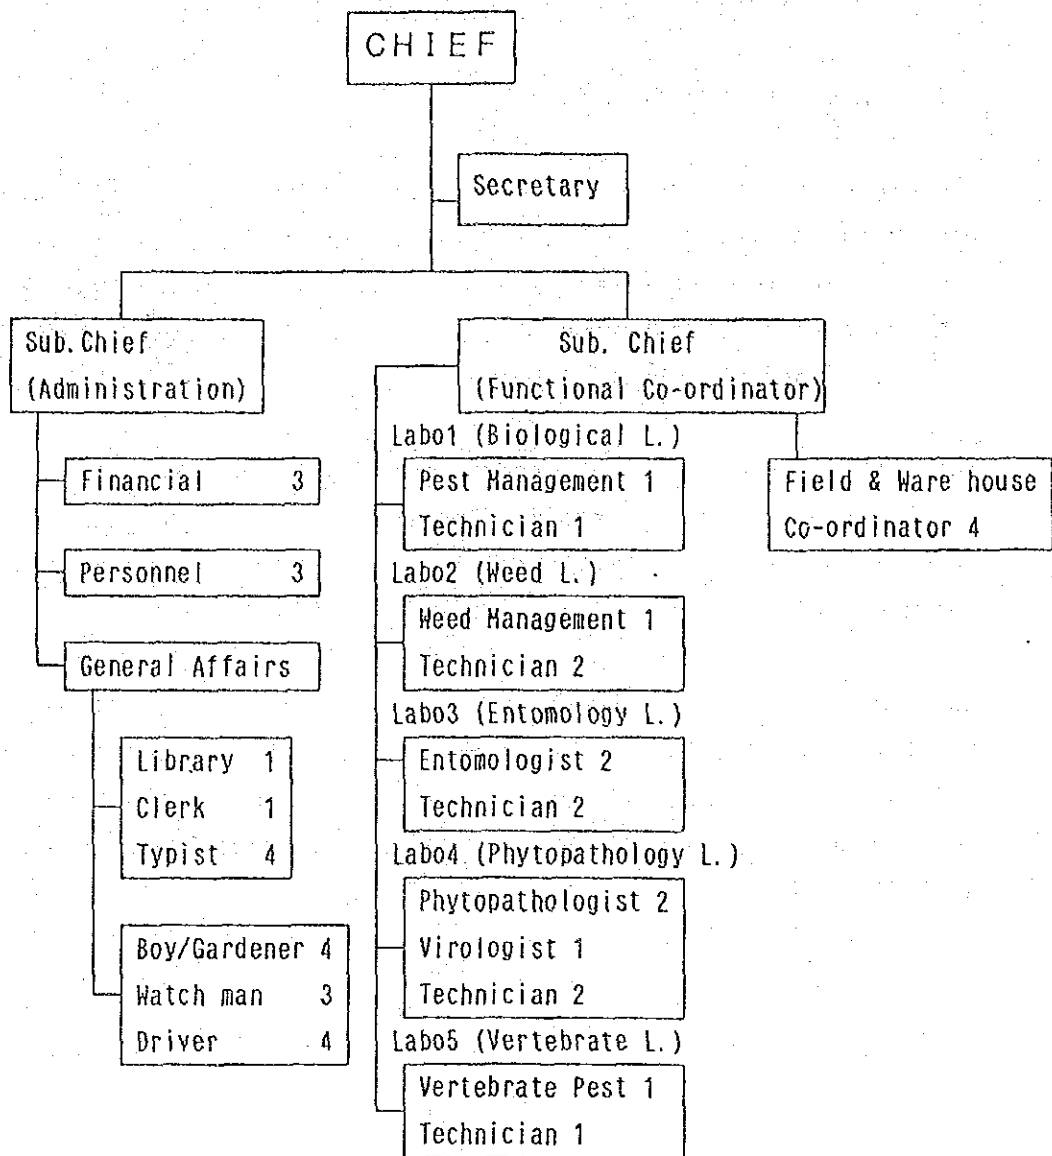 CHIEF
Secretary
Sub.Chief
(Administration)
Financial 3
Personnel 3
General Affairs
Library 1
Clerk 1
Typist 4
Boy/Gardener 4
Watch man 3
Driver 4
Sub. Chief
(Functional Co-ordinator)
Labo1 (Biological L.)
Pest Management 1
Technician 1
Labo2 (Weed L.)
Weed Management 1
Technician 2
Labo3 (Entomology L.)
Entomologist 2
Technician 2
Labo4 (Phytopathology L.)
Phytopathologist 2
Virologist 1
Technician 2
Labo5 (Vertebrate L.)
Vertebrate Pest 1
Technician 1
Field & Ware house
Co-ordinator 4